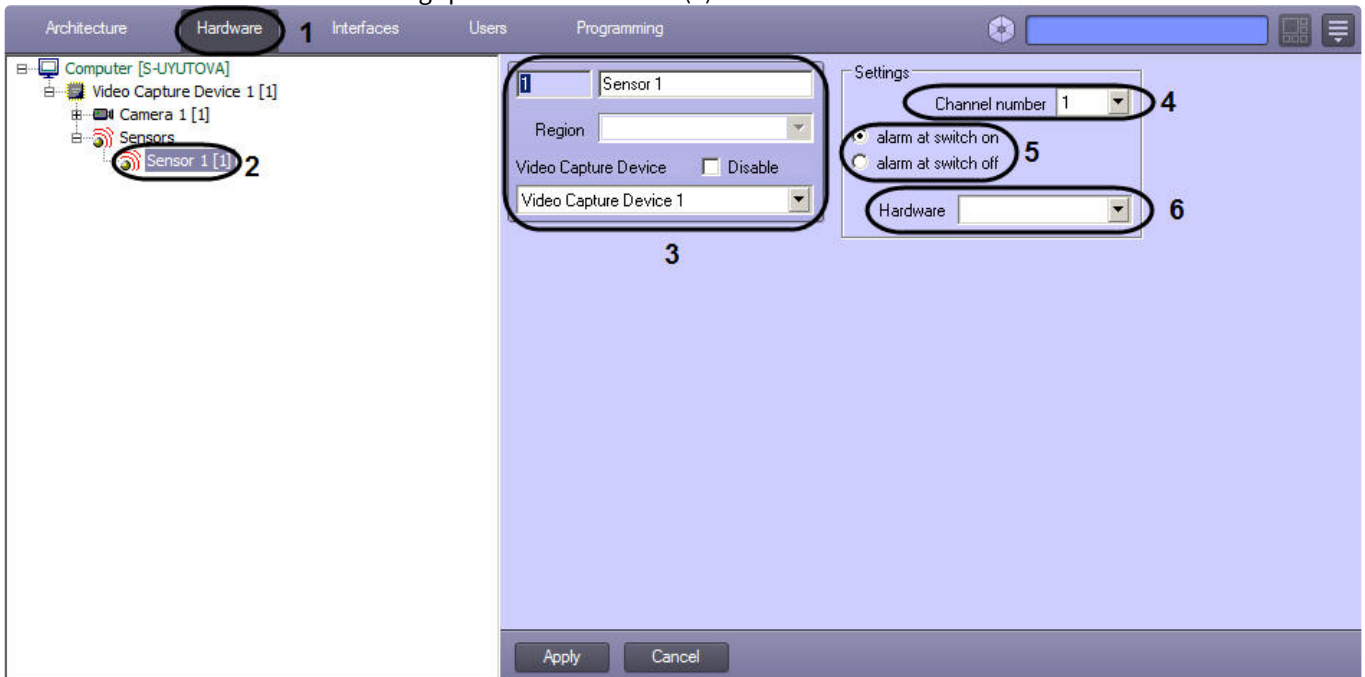 Architecture Hardware 1 Interfaces Users Programming
Computer [S-UYUTOVA]
Video Capture Device 1 [1]
Camera 1 [1]
Sensors
Sensor 1 [1] 2
1 Sensor 1
Region
Video Capture Device Disable
Video Capture Device 1
3
Settings
Channel number 1 4
alarm at switch on
alarm at switch off 5
Hardware 6
Apply Cancel